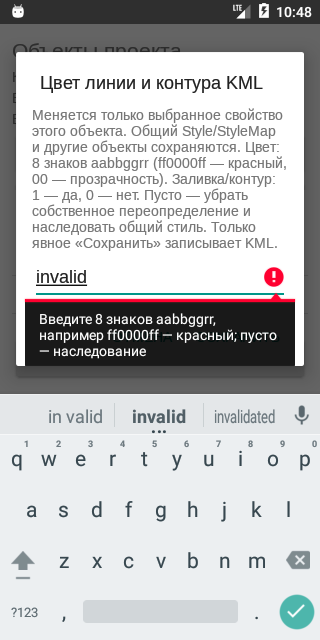 LTE 10:48
Объекты проекта
Цвет линии и контура KML
Меняется только выбранное свойство
этого объекта. Общий Style/StyleMap
и другие объекты сохраняются. Цвет:
8 знаков aabbggrr (ff0000ff — красный,
00 — прозрачность). Заливка/контур:
1 — да, 0 — нет. Пусто — убрать
собственное переопределение и
наследовать общий стиль. Только
явное «Сохранить» записывает KML.
invalid
Введите 8 знаков aabbggrr,
например ff0000ff — красный; пусто
— наследование
in valid invalid invalidated
1 2 3 4 5 6 7 8 9 0
q w e r t y u i o p
a s d f g h j k l
z x c v b n m
?123 , .